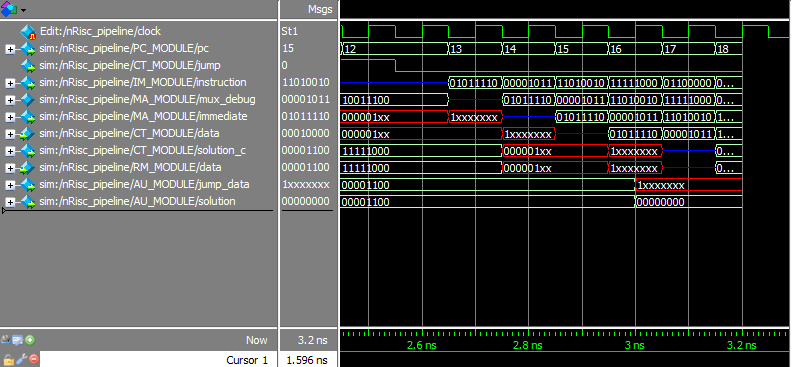 Msgs
Edit:/nRisc_pipeline/clock St1
sim:/nRisc_pipeline/PC_MODULE/pc 15 12 13 14 15 16 17 18
sim:/nRisc_pipeline/CT_MODULE/jump 0
sim:/nRisc_pipeline/IM_MODULE/instruction 11010010 01011110 00001011 11010010 11111000 01100000 0...
sim:/nRisc_pipeline/MA_MODULE/mux_debug 00001011 10011100 01011110 00001011 11010010 11111000 0...
sim:/nRisc_pipeline/MA_MODULE/immediate 01011110 000001xx 1xxxxxxx 01011110 00001011 11010010 1...
sim:/nRisc_pipeline/CT_MODULE/data 00010000 000001xx 1xxxxxxx 01011110 00001011 1...
sim:/nRisc_pipeline/CT_MODULE/solution_c 00001100 11111000 000001xx 1xxxxxxx 0...
sim:/nRisc_pipeline/RM_MODULE/data 00001100 11111000 000001xx 1xxxxxxx 0...
sim:/nRisc_pipeline/AU_MODULE/jump_data 1xxxxxxx 00001100 1xxxxxxx
sim:/nRisc_pipeline/AU_MODULE/solution 00000000 00001100 00000000
Now 3.2 ns 2.6 ns 2.8 ns 3 ns 3.2 ns
Cursor 1 1.596 ns